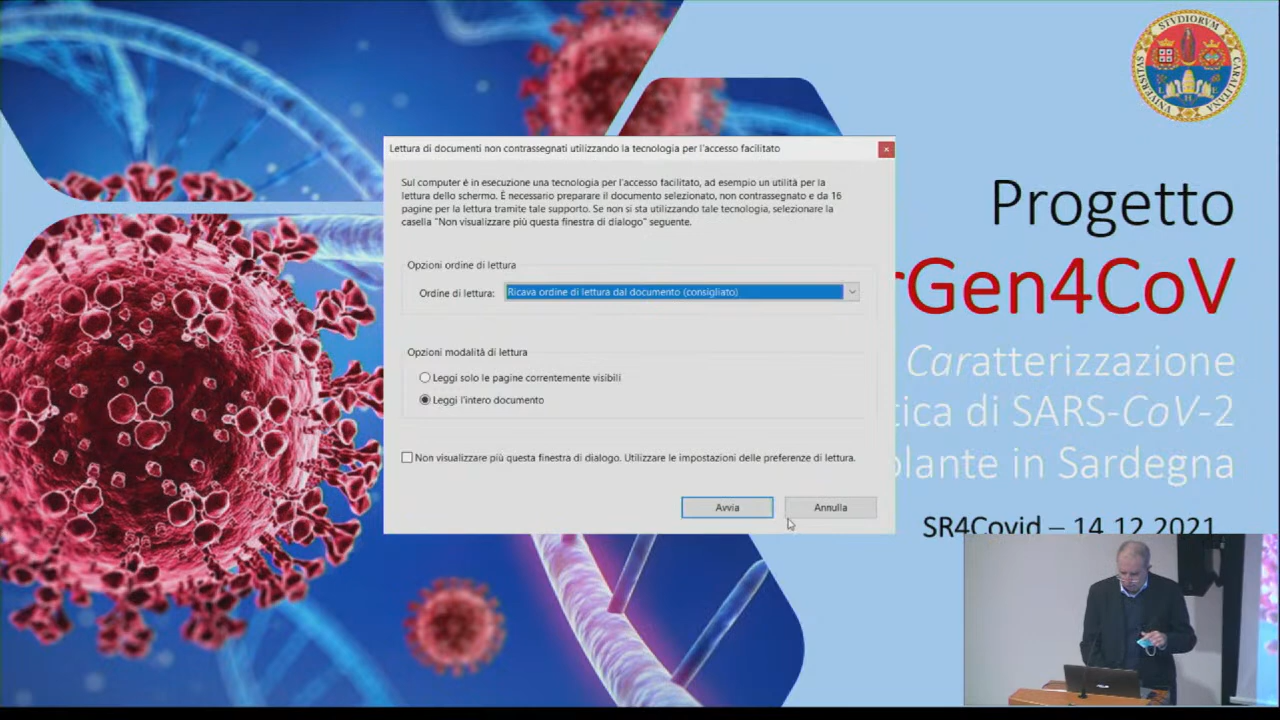 STVDIORVM
VNIVERSITAS
CARALITANA
Lettura di documenti non contrassegnati utilizzando la tecnologia per l'accesso facilitato
Sul computer è in esecuzione una tecnologia per l'accesso facilitato, ad esempio un utilità per la
lettura dello schermo. È necessario preparare il documento selezionato, non contrassegnato e da 16
pagine per la lettura tramite tale supporto. Se non si sta utilizzando tale tecnologia, selezionare la
casella "Non visualizzare più questa finestra di dialogo" seguente.
Opzioni ordine di lettura
Ordine di lettura: Ricava ordine di lettura dal documento (consigliato)
Opzioni modalità di lettura
Leggi solo le pagine correntemente visibili
Leggi l'intero documento
Non visualizzare più questa finestra di dialogo. Utilizzare le impostazioni delle preferenze di lettura.
Avvia Annulla
Progetto
rGen4CoV
Caratterizzazione
tica di SARS-CoV-2
olante in Sardegna
SR4Covid – 14.12.2021